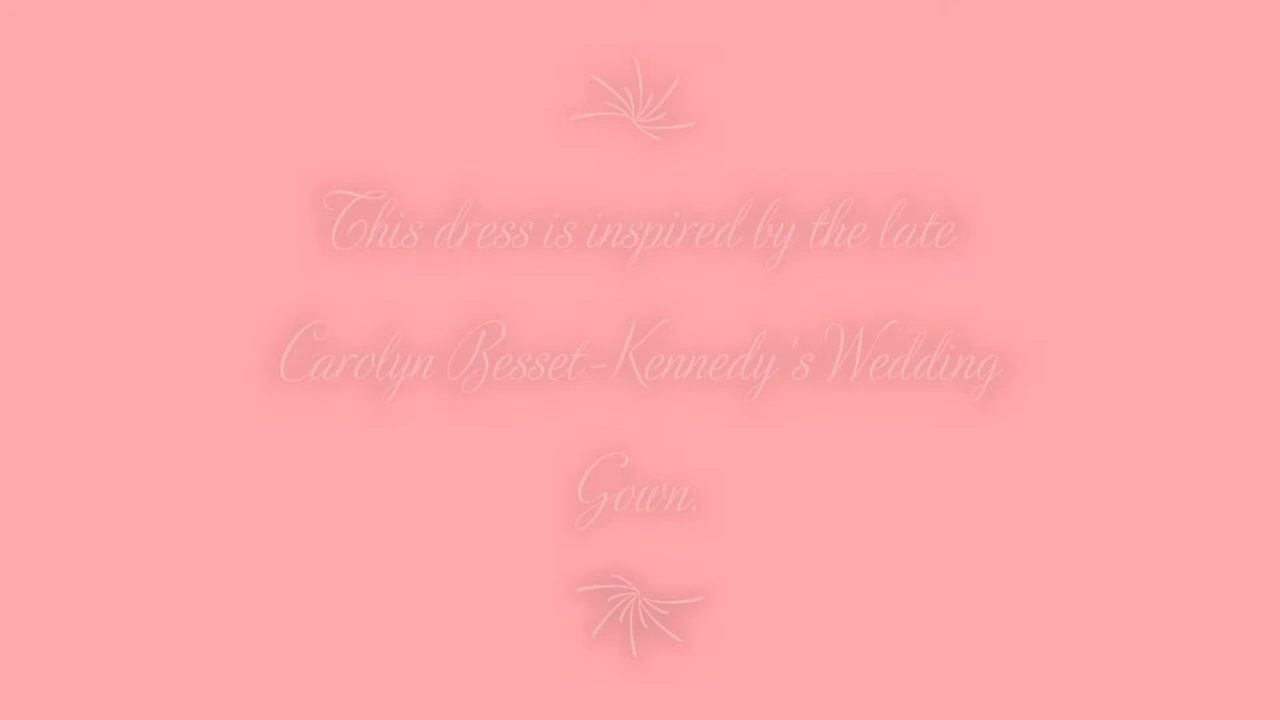 This dress is inspired by the late
Carolyn Besset-Kennedy's Wedding
Gown.